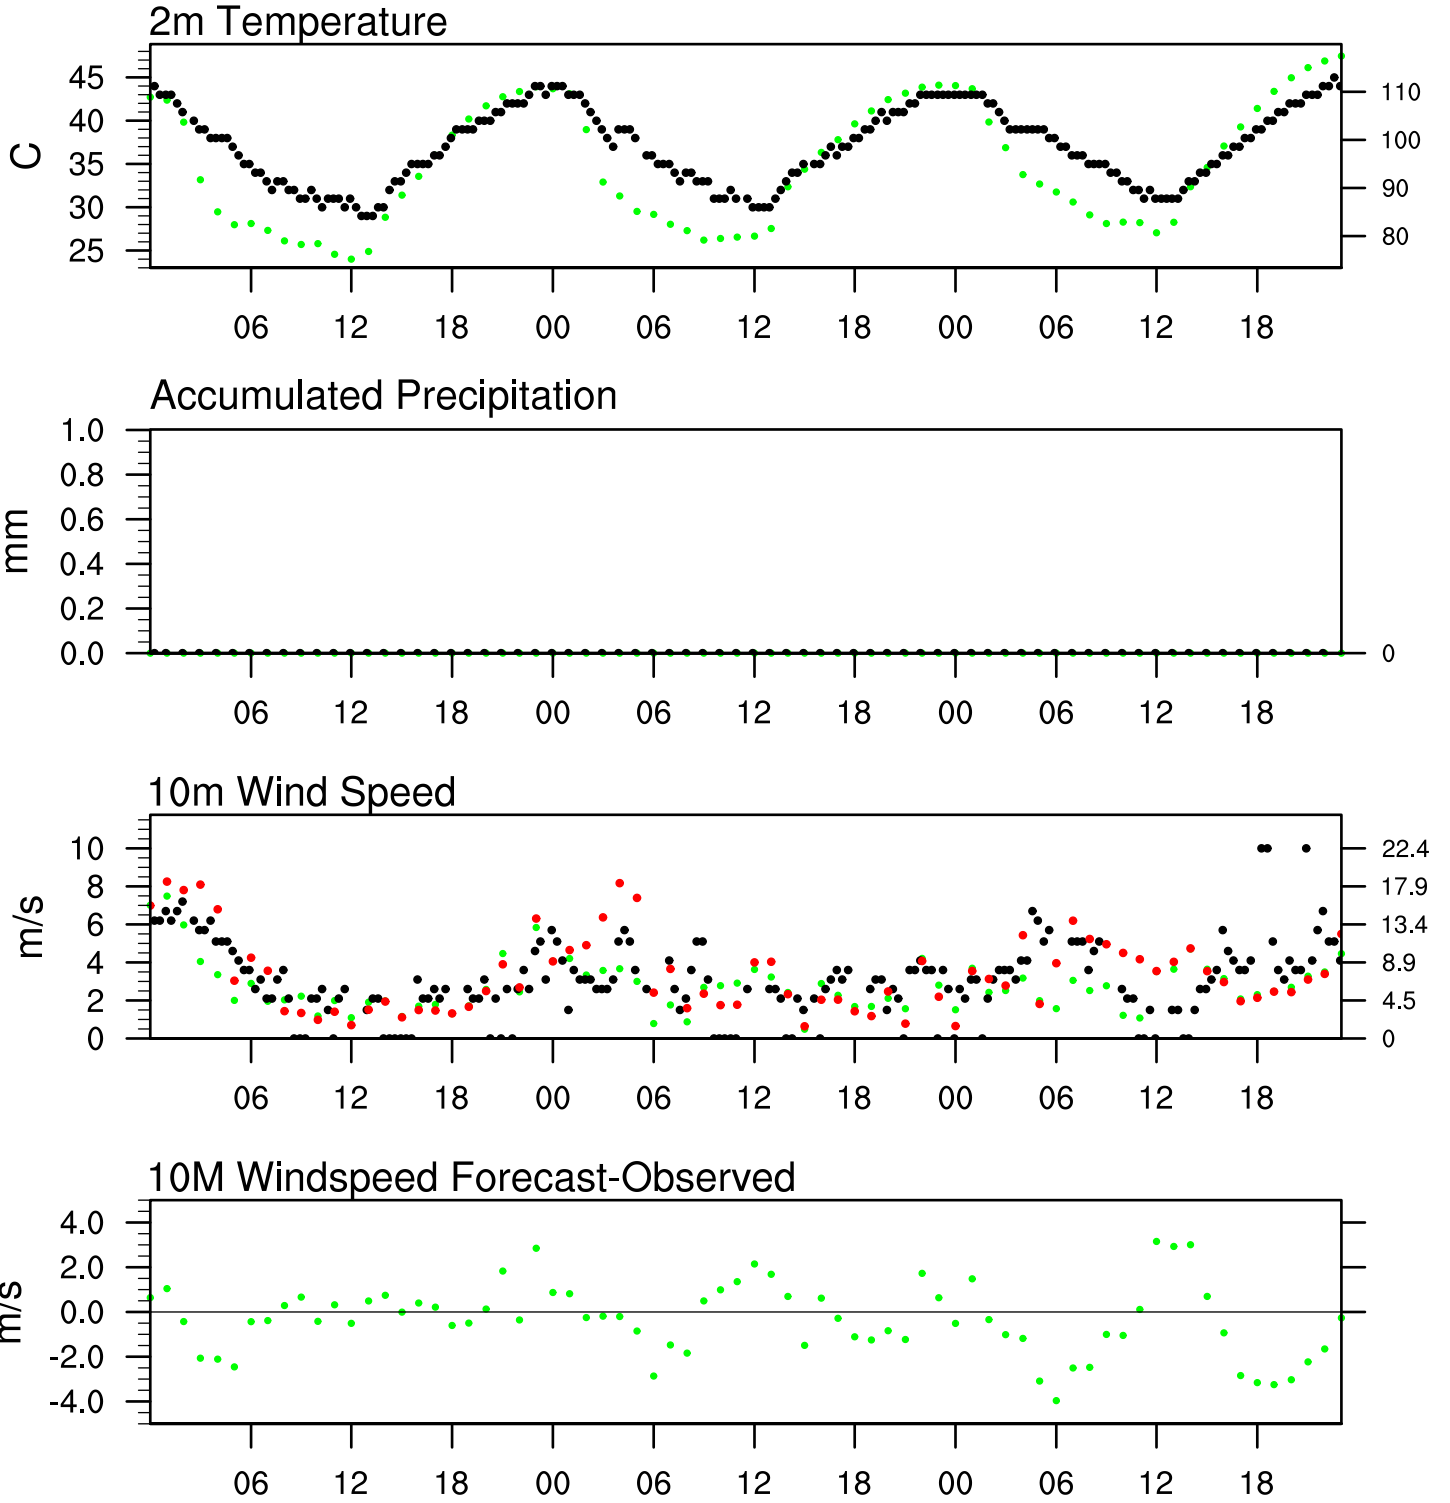 2m Temperature
45
40
35
30
25
C
110
100
90
80
06 12 18 00 06 12 18 00 06 12 18
Accumulated Precipitation
1.0
0.8
0.6
0.4
0.2
0.0
mm
0
06 12 18 00 06 12 18 00 06 12 18
10m Wind Speed
10
8
6
4
2
0
m/s
22.4
17.9
13.4
8.9
4.5
0
06 12 18 00 06 12 18 00 06 12 18
10M Windspeed Forecast-Observed
4.0
2.0
0.0
-2.0
-4.0
m/s
06 12 18 00 06 12 18 00 06 12 18